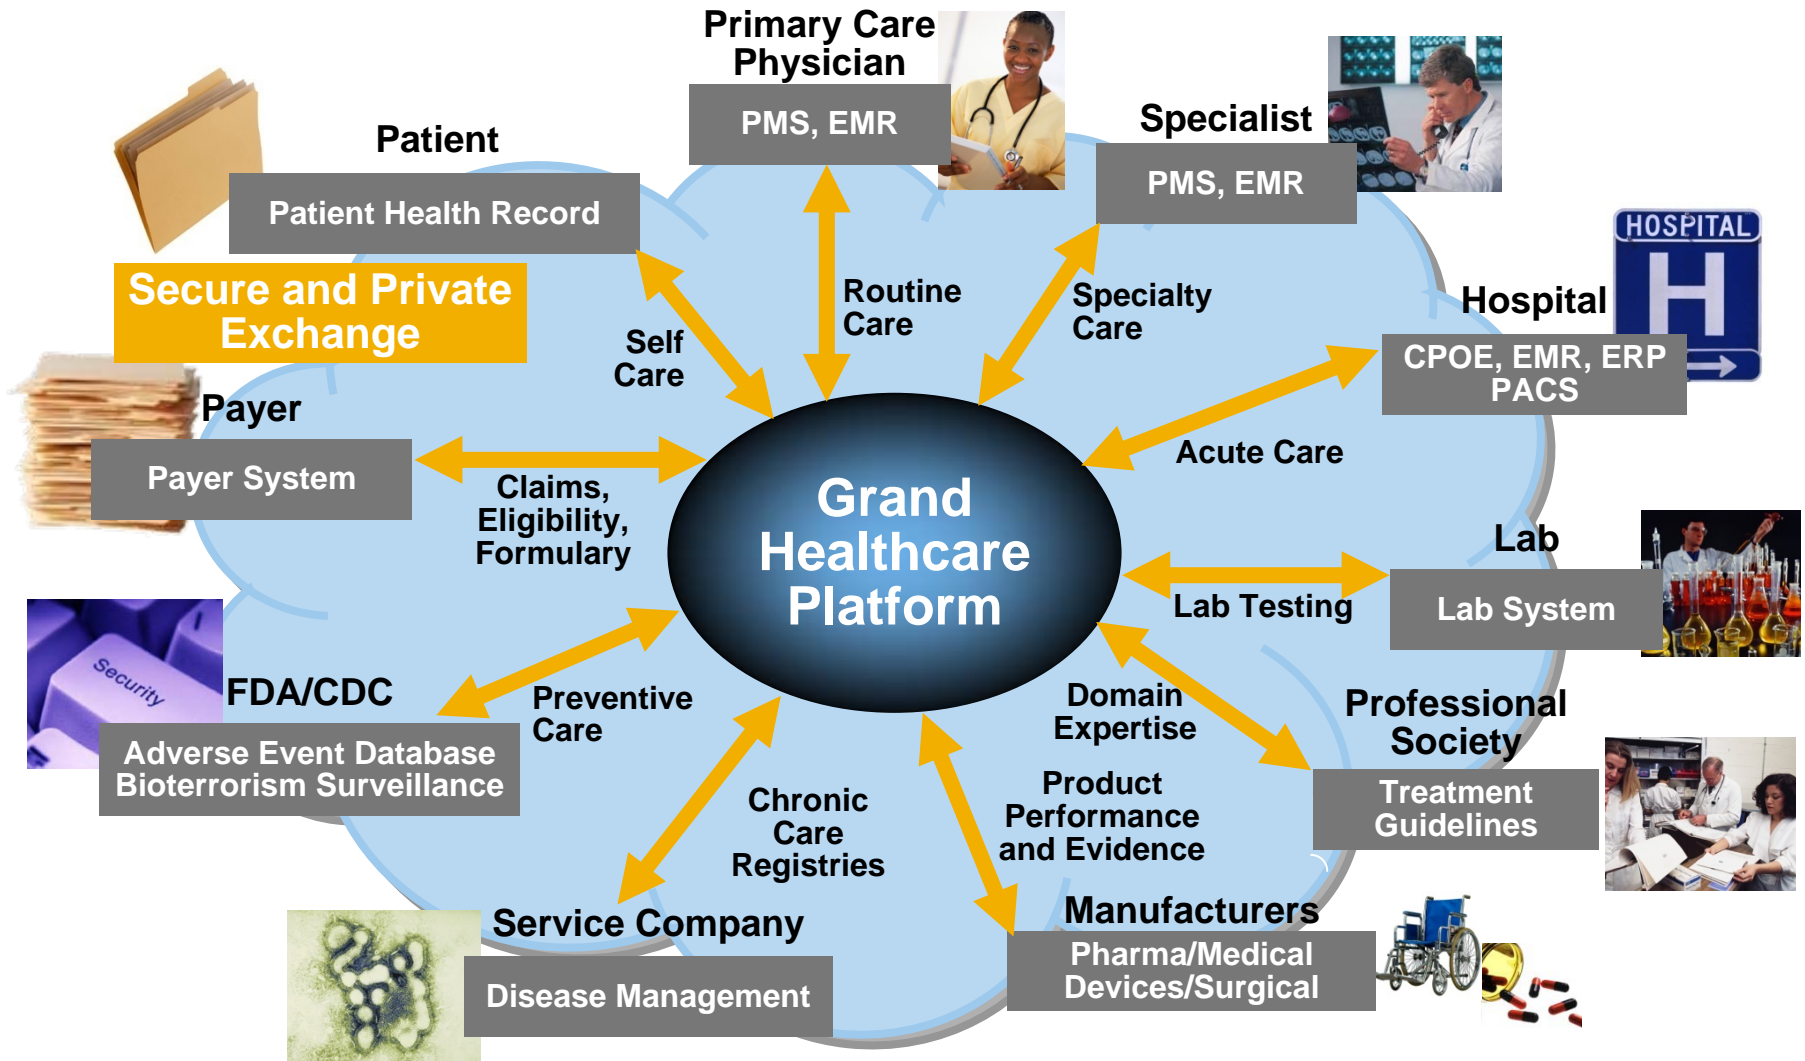 Primary Care
Physician
PMS, EMR
Specialist
PMS, EMR
Patient
Patient Health Record
HOSPITAL
H
Hospital
CPOE, EMR, ERP
PACS
Secure and Private
Exchange
Self
Care
Routine
Care
Specialty
Care
Acute Care
Payer
Payer System
Claims,
Eligibility,
Formulary
Grand
Healthcare
Platform
Lab
Lab System
Lab Testing
Security
FDA/CDC
Adverse Event Database
Bioterrorism Surveillance
Preventive
Care
Domain
Expertise
Professional
Society
Treatment
Guidelines
Chronic
Care
Registries
Product
Performance
and Evidence
Service Company
Disease Management
Manufacturers
Pharma/Medical
Devices/Surgical